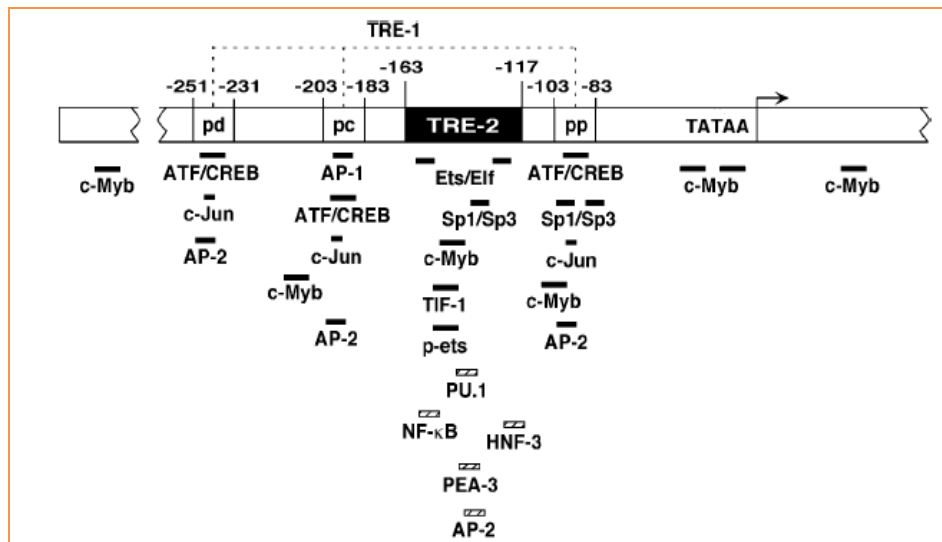 TRE-1
-163 -117
-251 -231 -203 -183 -103 -83
pd pc TRE-2 pp TATAA
c-Myb ATF/CREB AP-1 Ets/Elf ATF/CREB c-Myb c-Myb
c-Jun ATF/CREB Sp1/Sp3 Sp1/Sp3
AP-2 c-Jun c-Myb c-Jun
c-Myb TIF-1 c-Myb
AP-2 p-ets AP-2
PU.1
NF-κB HNF-3
PEA-3
AP-2